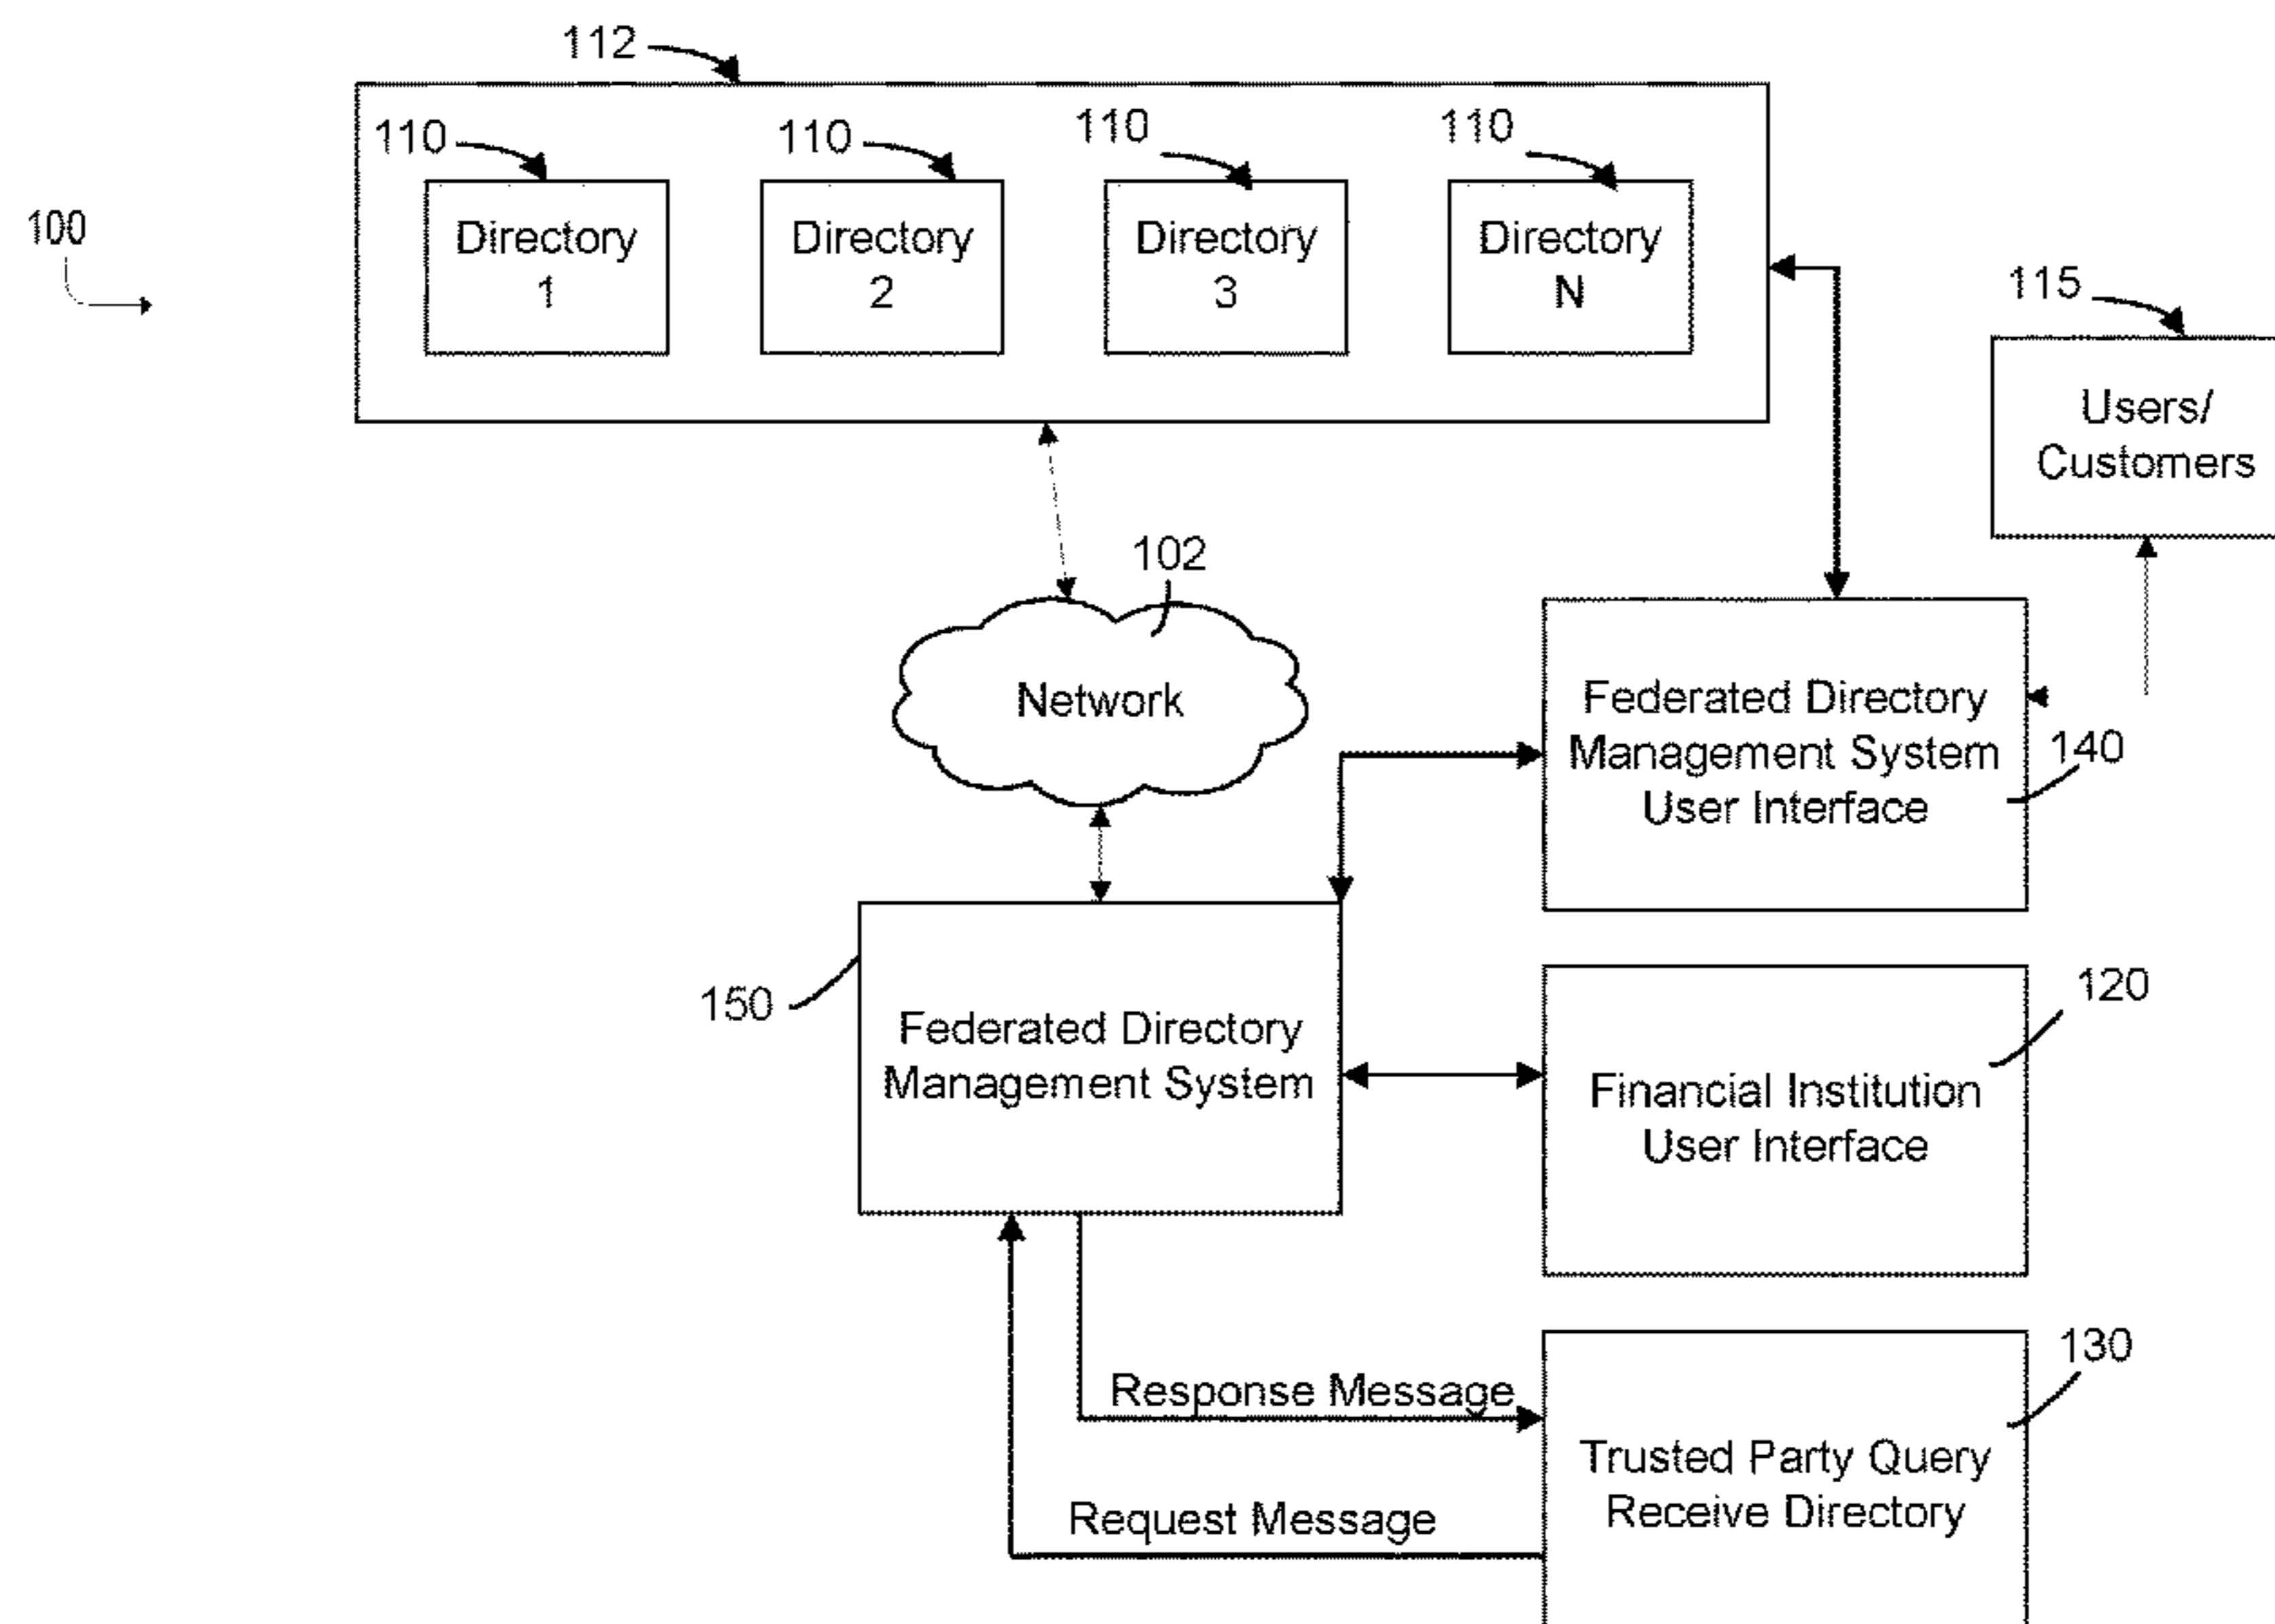 112
110
110
110
110
100
Directory
1
Directory
2
Directory
3
Directory
N
115
Users/
Customers
102
Network
Federated Directory
Management System
User Interface
140
150
Federated Directory
Management System
120
Financial Institution
User Interface
130
Response Message
Trusted Party Query
Receive Directory
Request Message